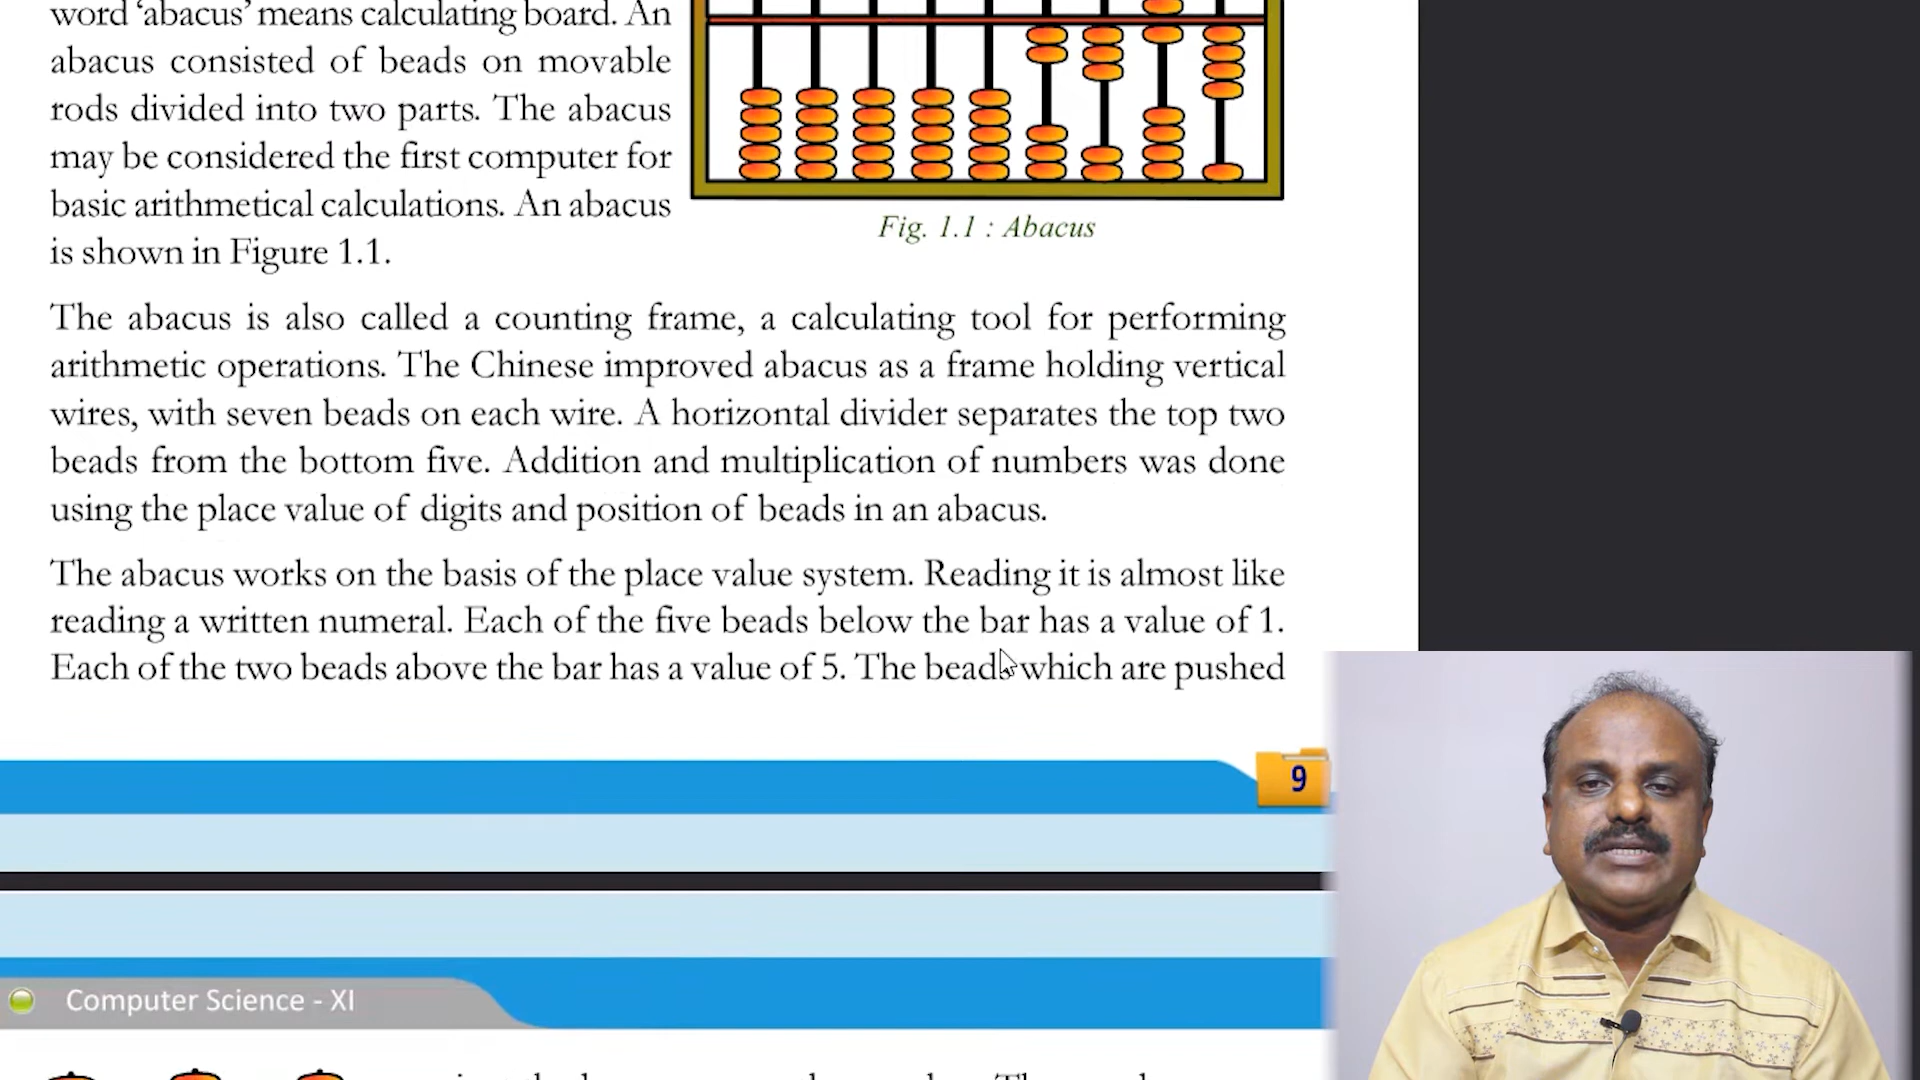 word ‘abacus’ means calculating board. An
abacus consisted of beads on movable
rods divided into two parts. The abacus
may be considered the first computer for
basic arithmetical calculations. An abacus
is shown in Figure 1.1.
Fig. 1.1 : Abacus
The abacus is also called a counting frame, a calculating tool for performing
arithmetic operations. The Chinese improved abacus as a frame holding vertical
wires, with seven beads on each wire. A horizontal divider separates the top two
beads from the bottom five. Addition and multiplication of numbers was done
using the place value of digits and position of beads in an abacus.
The abacus works on the basis of the place value system. Reading it is almost like
reading a written numeral. Each of the five beads below the bar has a value of 1.
Each of the two beads above the bar has a value of 5. The beads which are pushed
9
Computer Science - XI